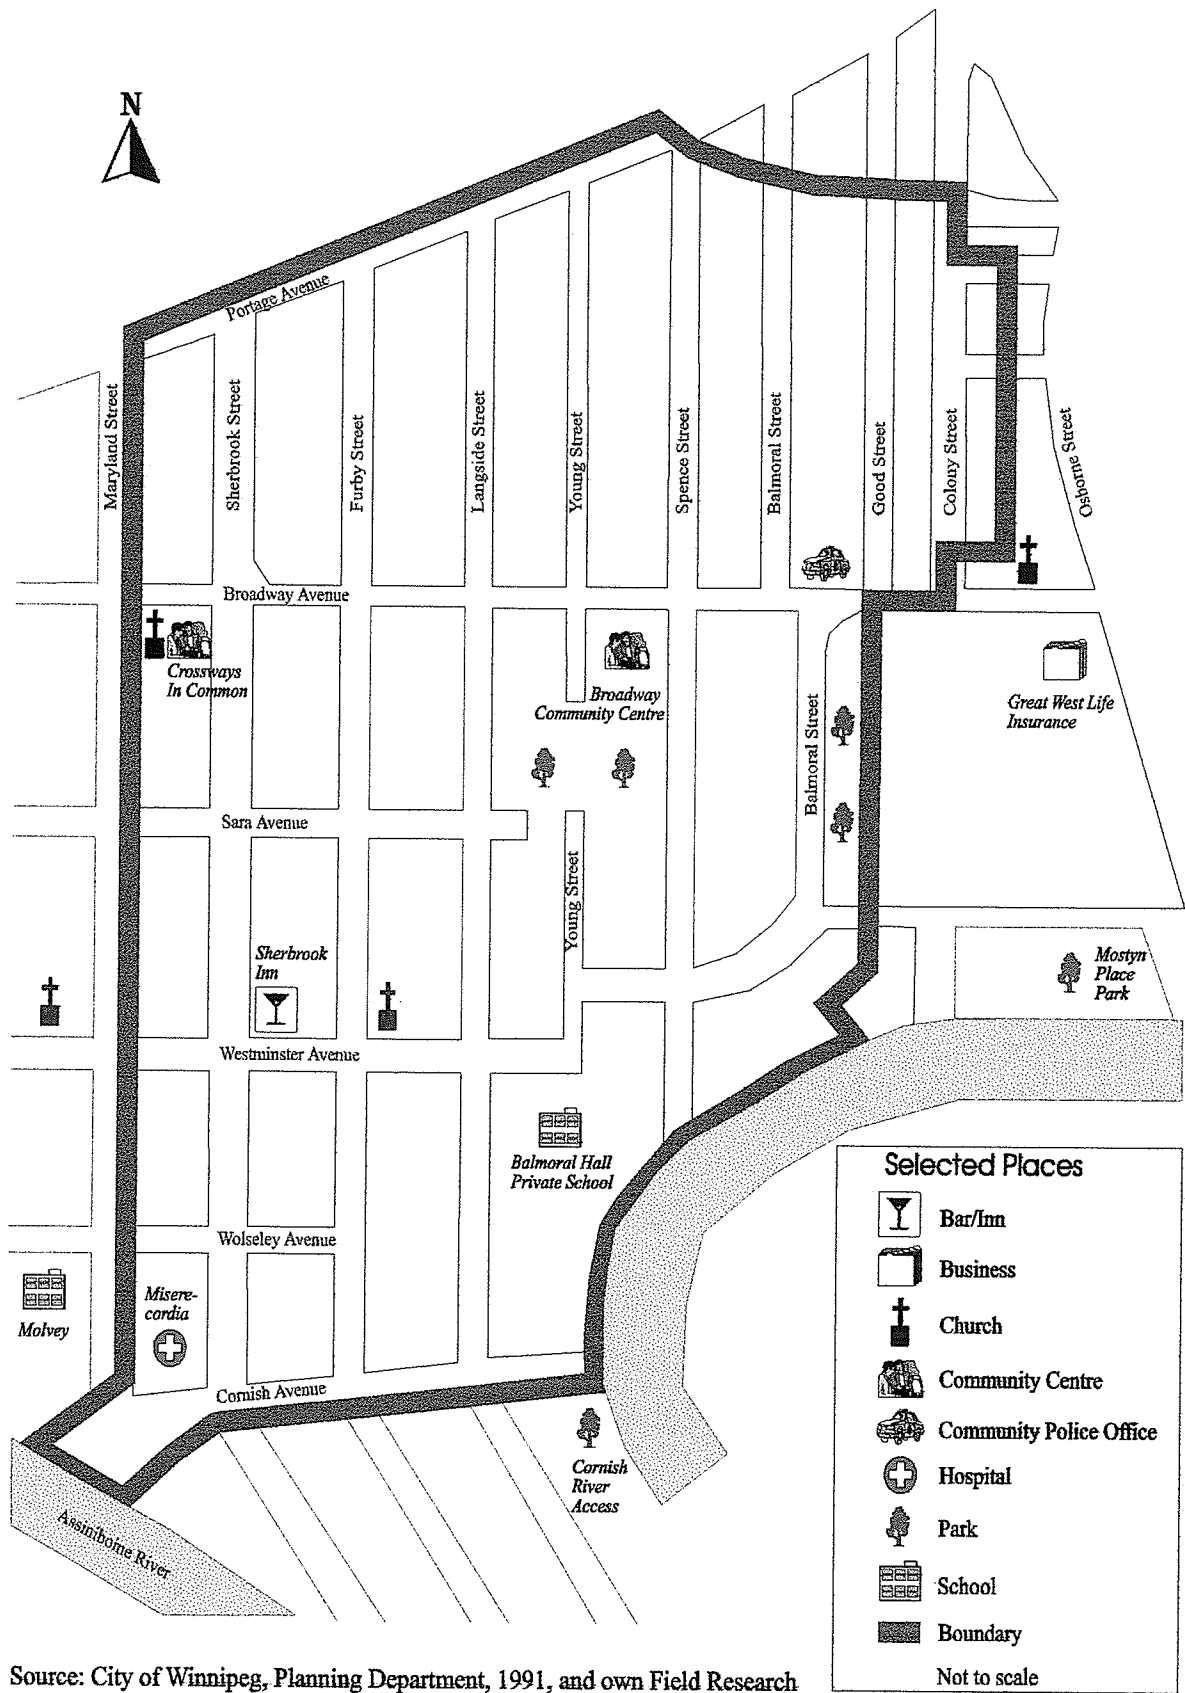 N
Portage Avenue
Maryland Street
Sherbrook Street
Furby Street
Langside Street
Young Street
Spence Street
Balmoral Street
Good Street
Colony Street
Osborne Street
Broadway Avenue
Crossways
In Common
Broadway
Community Centre
Balmoral Street
Great West Life
Insurance
Sara Avenue
Young Street
Sherbrook
Inn
Mostyn
Place
Park
Westminster Avenue
Balmoral Hall
Private School
Wolseley Avenue
Misere-
cordia
Molvey
Cornish Avenue
Cornish
River
Access
Assiniboine River
Selected Places
Bar/Inn
Business
Church
Community Centre
Community Police Office
Hospital
Park
School
Boundary
Not to scale
Source: City of Winnipeg, Planning Department, 1991, and own Field Research